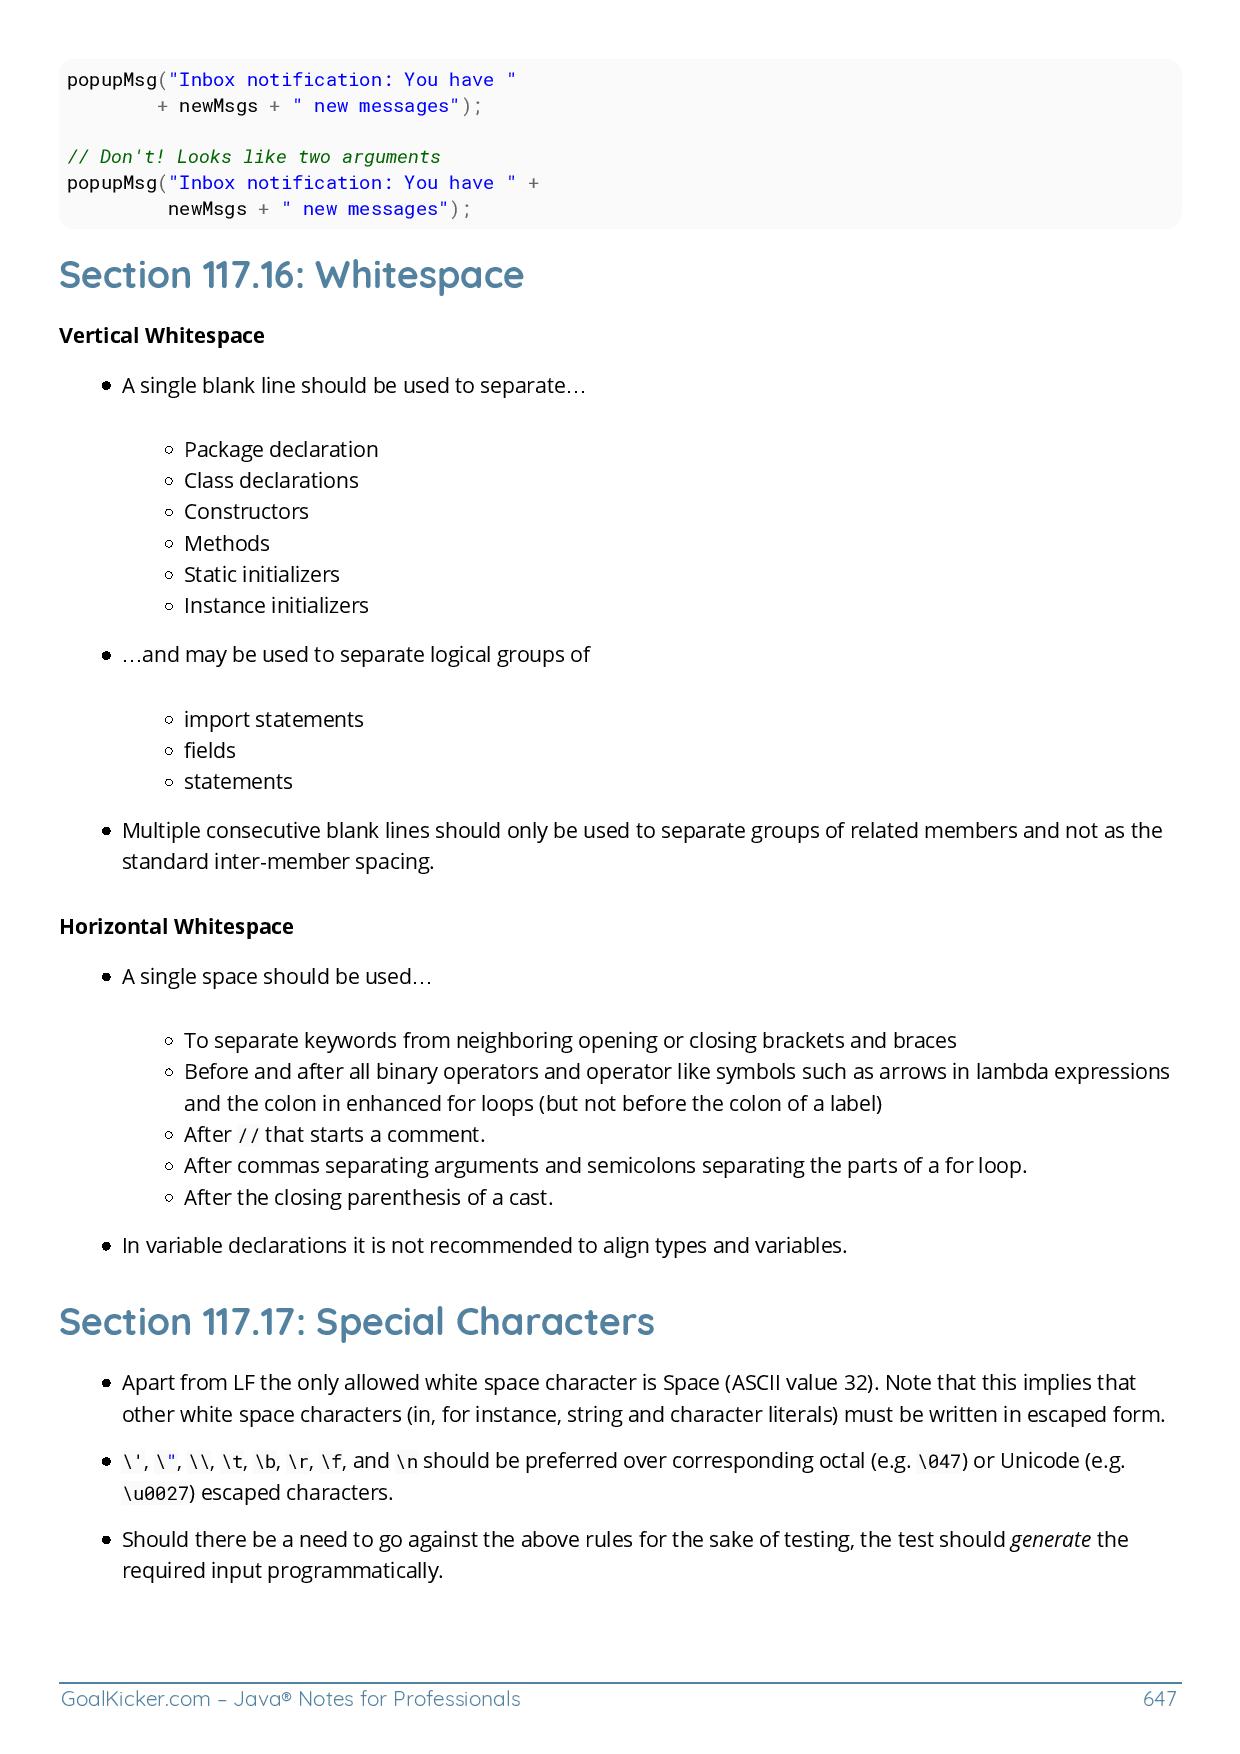 popupMsg("Inbox notification: You have "
        + newMsgs + " new messages");

// Don't! Looks like two arguments
popupMsg("Inbox notification: You have " +
         newMsgs + " new messages");
Section 117.16: Whitespace
Vertical Whitespace
● A single blank line should be used to separate…
○ Package declaration
○ Class declarations
○ Constructors
○ Methods
○ Static initializers
○ Instance initializers
● …and may be used to separate logical groups of
○ import statements
○ fields
○ statements
● Multiple consecutive blank lines should only be used to separate groups of related members and not as the
standard inter-member spacing.
Horizontal Whitespace
● A single space should be used…
○ To separate keywords from neighboring opening or closing brackets and braces
○ Before and after all binary operators and operator like symbols such as arrows in lambda expressions
and the colon in enhanced for loops (but not before the colon of a label)
○ After // that starts a comment.
○ After commas separating arguments and semicolons separating the parts of a for loop.
○ After the closing parenthesis of a cast.
● In variable declarations it is not recommended to align types and variables.
Section 117.17: Special Characters
● Apart from LF the only allowed white space character is Space (ASCII value 32). Note that this implies that
other white space characters (in, for instance, string and character literals) must be written in escaped form.
● \', \", \\, \t, \b, \r, \f, and \n should be preferred over corresponding octal (e.g. \047) or Unicode (e.g.
\u0027) escaped characters.
● Should there be a need to go against the above rules for the sake of testing, the test should generate the
required input programmatically.
GoalKicker.com – Java® Notes for Professionals 647